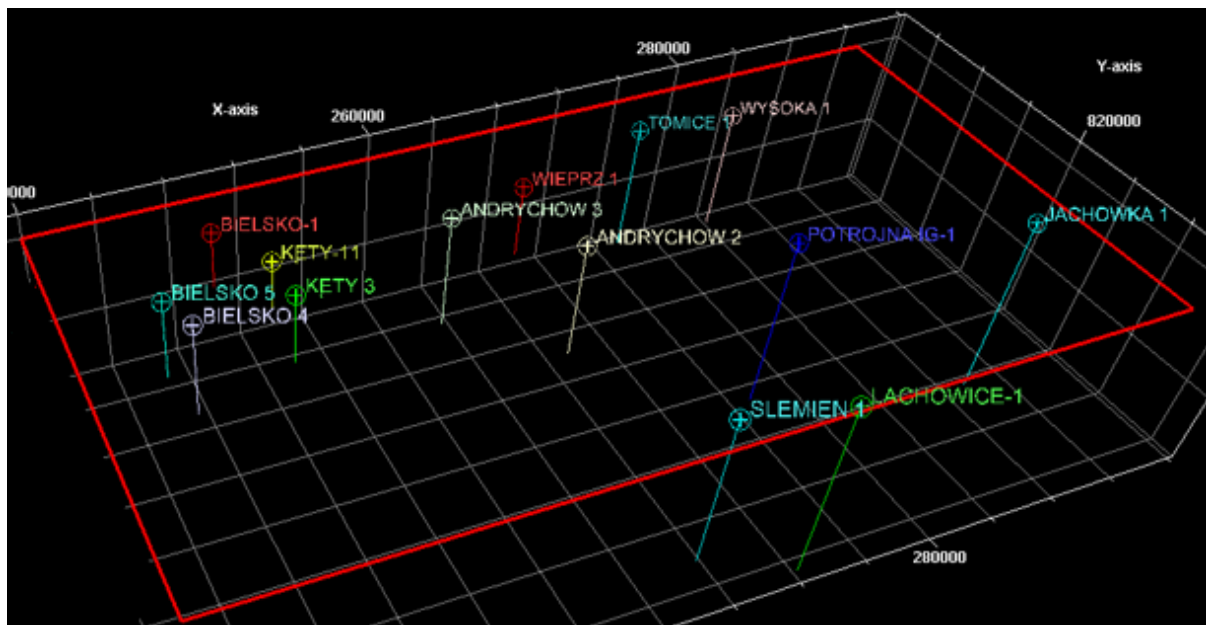 280000
Y-axis
X-axis
WYSOKA 1
260000
TOMICE 1
820000
WIEPRZ 1
0000
ANDRYCHOW 3
JACHOWKA 1
BIELSKO-1
ANDRYCHOW 2
POTROJNA-IG-1
KETY-11
BIELSKO 5
KETY 3
BIELSKO 4
LACHOWICE-1
SLEMIEN 1
280000